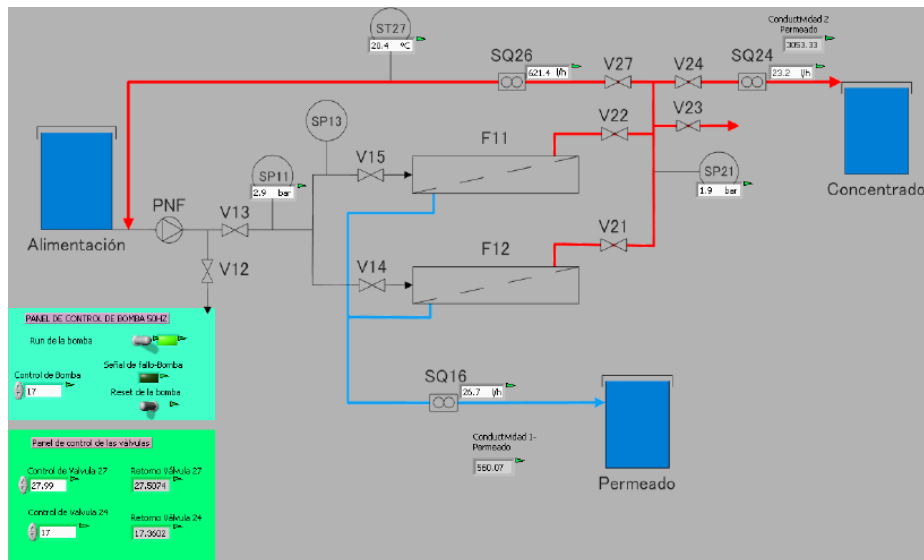 ST27
20.4 ºC
SQ26
621.4 l/h
V27
V24
Conductividad 2
Permeado
3053.33
SQ24
23.2 l/h
SP13
V15
F11
V22
V23
SP11
2.9 bar
SP21
1.9 bar
Concentrado
PNF
V13
Alimentación
V12
V14
F12
V21
PANEL DE CONTROL DE BOMBA 50HZ
Run de la bomba
Señal de fallo-Bomba
Control de Bomba
17
Reset de la bomba
SQ16
26.7 l/h
Conductividad 1-
Permeado
560.07
Permeado
Panel de control de las válvulas
Control de Valvula 27
Retorno Válvula 27
27.99
27.5074
Control de Valvula 24
Retorno Válvula 24
17
17.3602